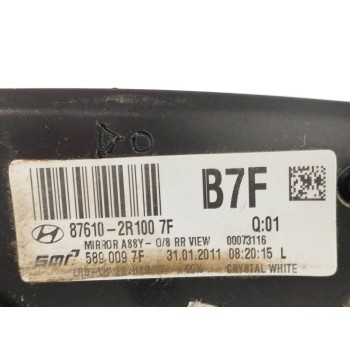 B7F
87610-2R100 7F Q:01
MIRROR ASSY- O/S RR VIEW 00073116
SMR 589 009 7F 31.01.2011 08:20:15 L
CRYSTAL WHITE